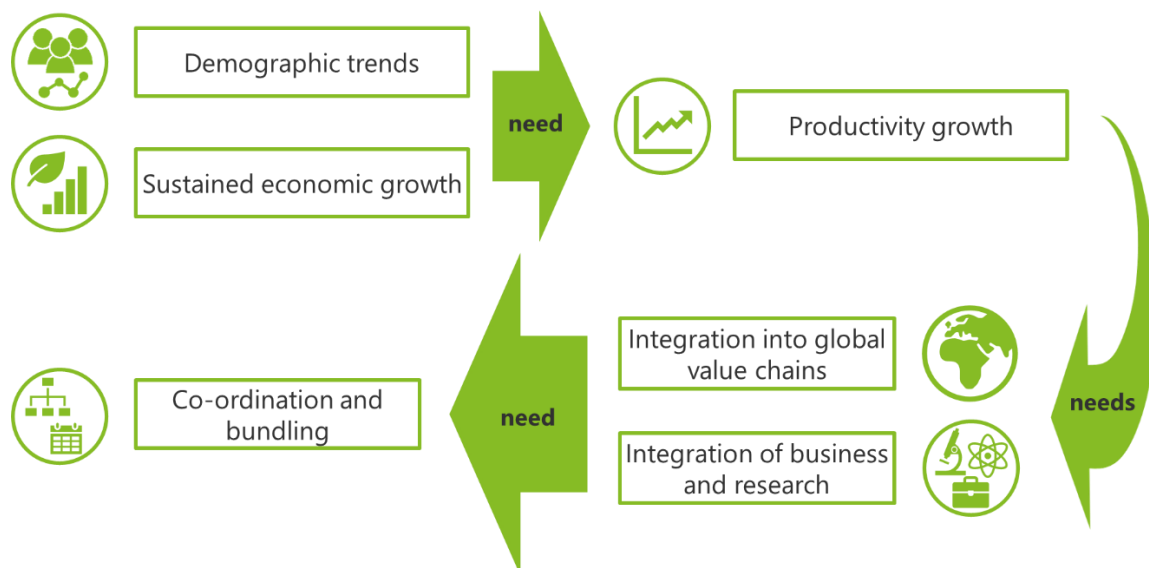 Demographic trends
Sustained economic growth
need
Productivity growth
needs
Integration into global
value chains
Integration of business
and research
need
Co-ordination and
bundling